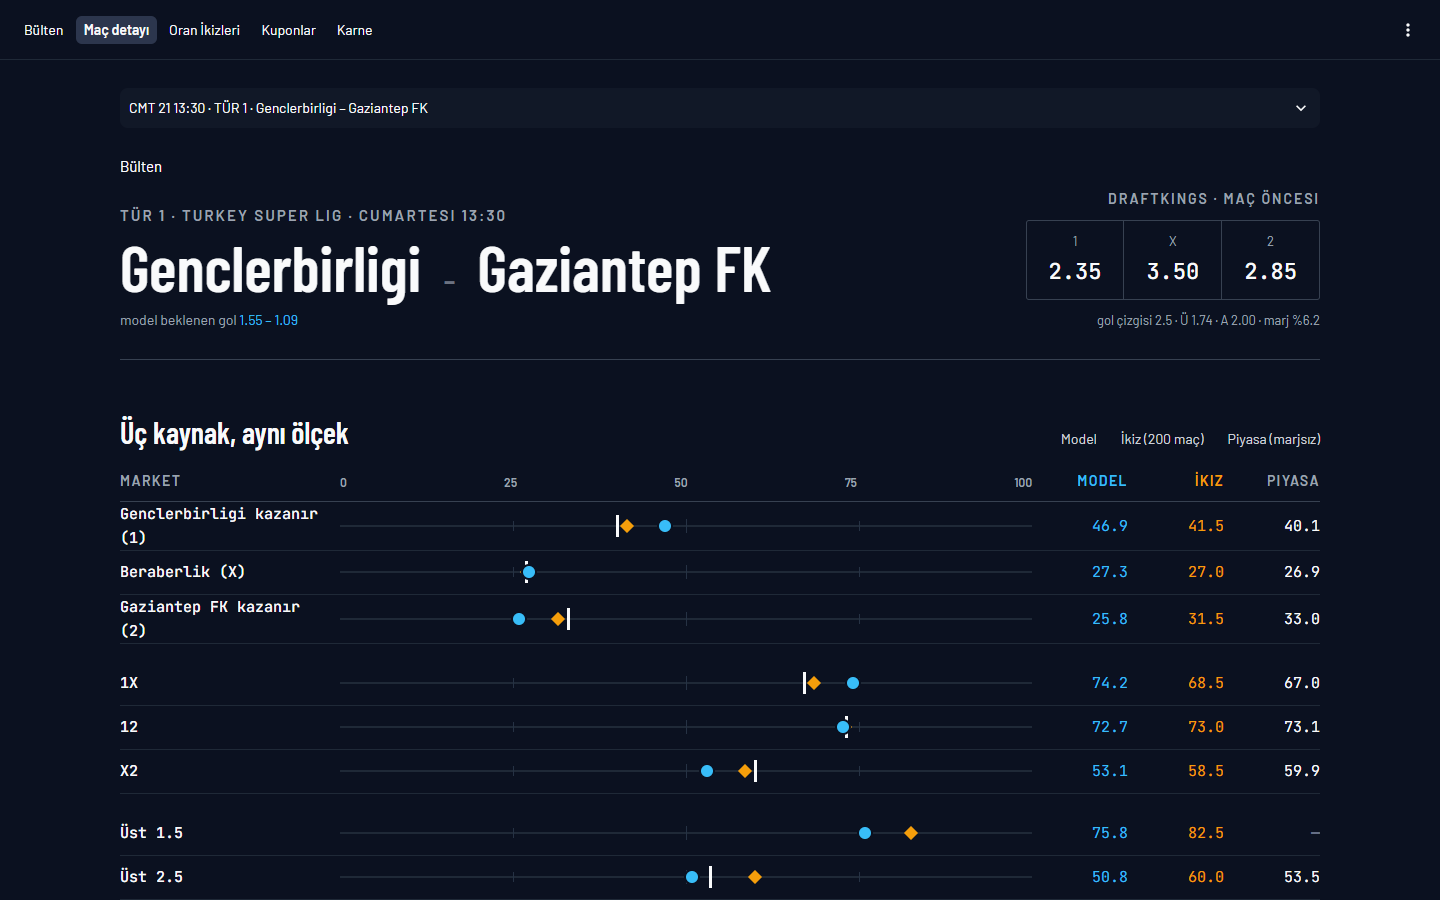 Bülten Maç detayı Oran İkizleri Kuponlar Karne
CMT 21 13:30 · TÜR 1 · Genclerbirligi – Gaziantep FK
Bülten
DRAFTKINGS · MAÇ ÖNCESI
TÜR 1 · TURKEY SUPER LIG · CUMARTESI 13:30
1 X 2
Genclerbirligi – Gaziantep FK
2.35 3.50 2.85
model beklenen gol 1.55 – 1.09
gol çizgisi 2.5 · Ü 1.74 · A 2.00 · marj %6.2
Üç kaynak, aynı ölçek
Model İkiz (200 maç) Piyasa (marjsız)
MARKET 0 25 50 75 100 MODEL İKIZ PIYASA
Genclerbirligi kazanır
(1) 46.9 41.5 40.1
Beraberlik (X) 27.3 27.0 26.9
Gaziantep FK kazanır
(2) 25.8 31.5 33.0
1X 74.2 68.5 67.0
12 72.7 73.0 73.1
X2 53.1 58.5 59.9
Üst 1.5 75.8 82.5 —
Üst 2.5 50.8 60.0 53.5